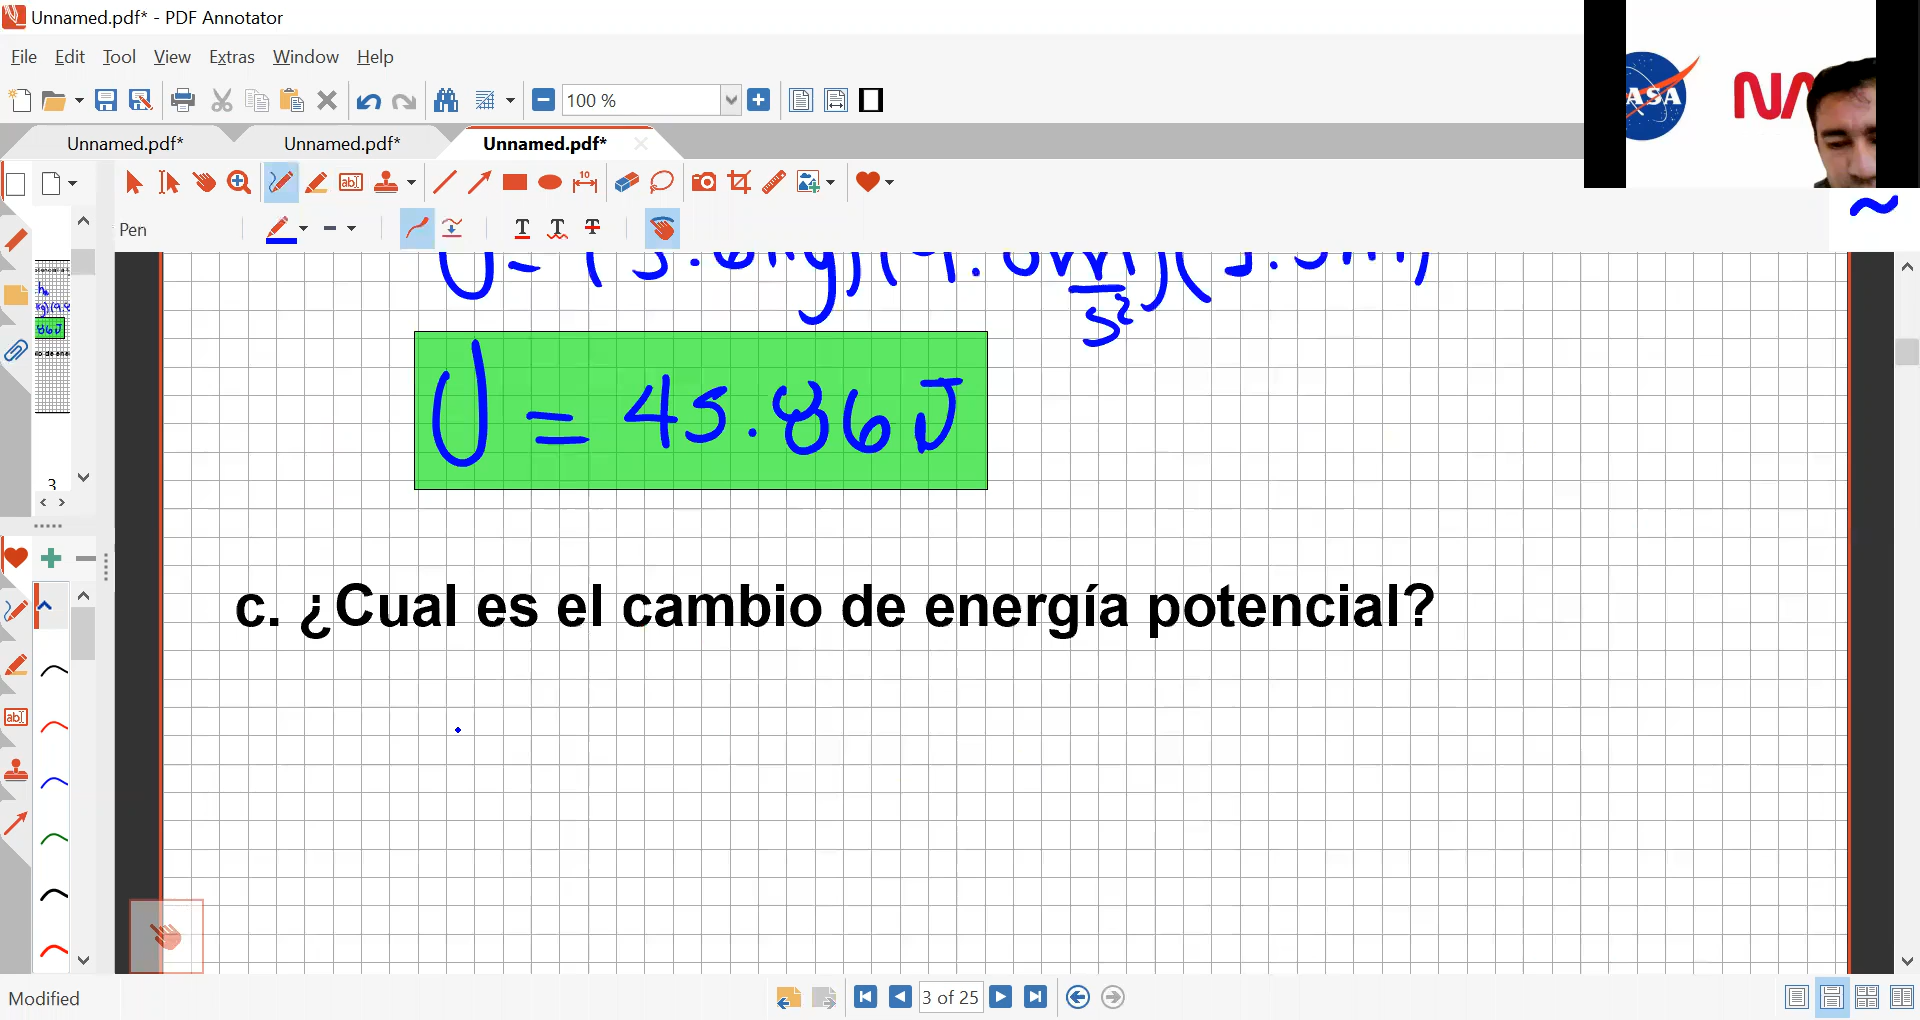 Unnamed.pdf* - PDF Annotator
File Edit Tool View Extras Window Help
100 %
Unnamed.pdf* Unnamed.pdf* Unnamed.pdf*
Pen
U = 45.86 J
c. ¿Cual es el cambio de energía potencial?
3
Modified
3 of 25